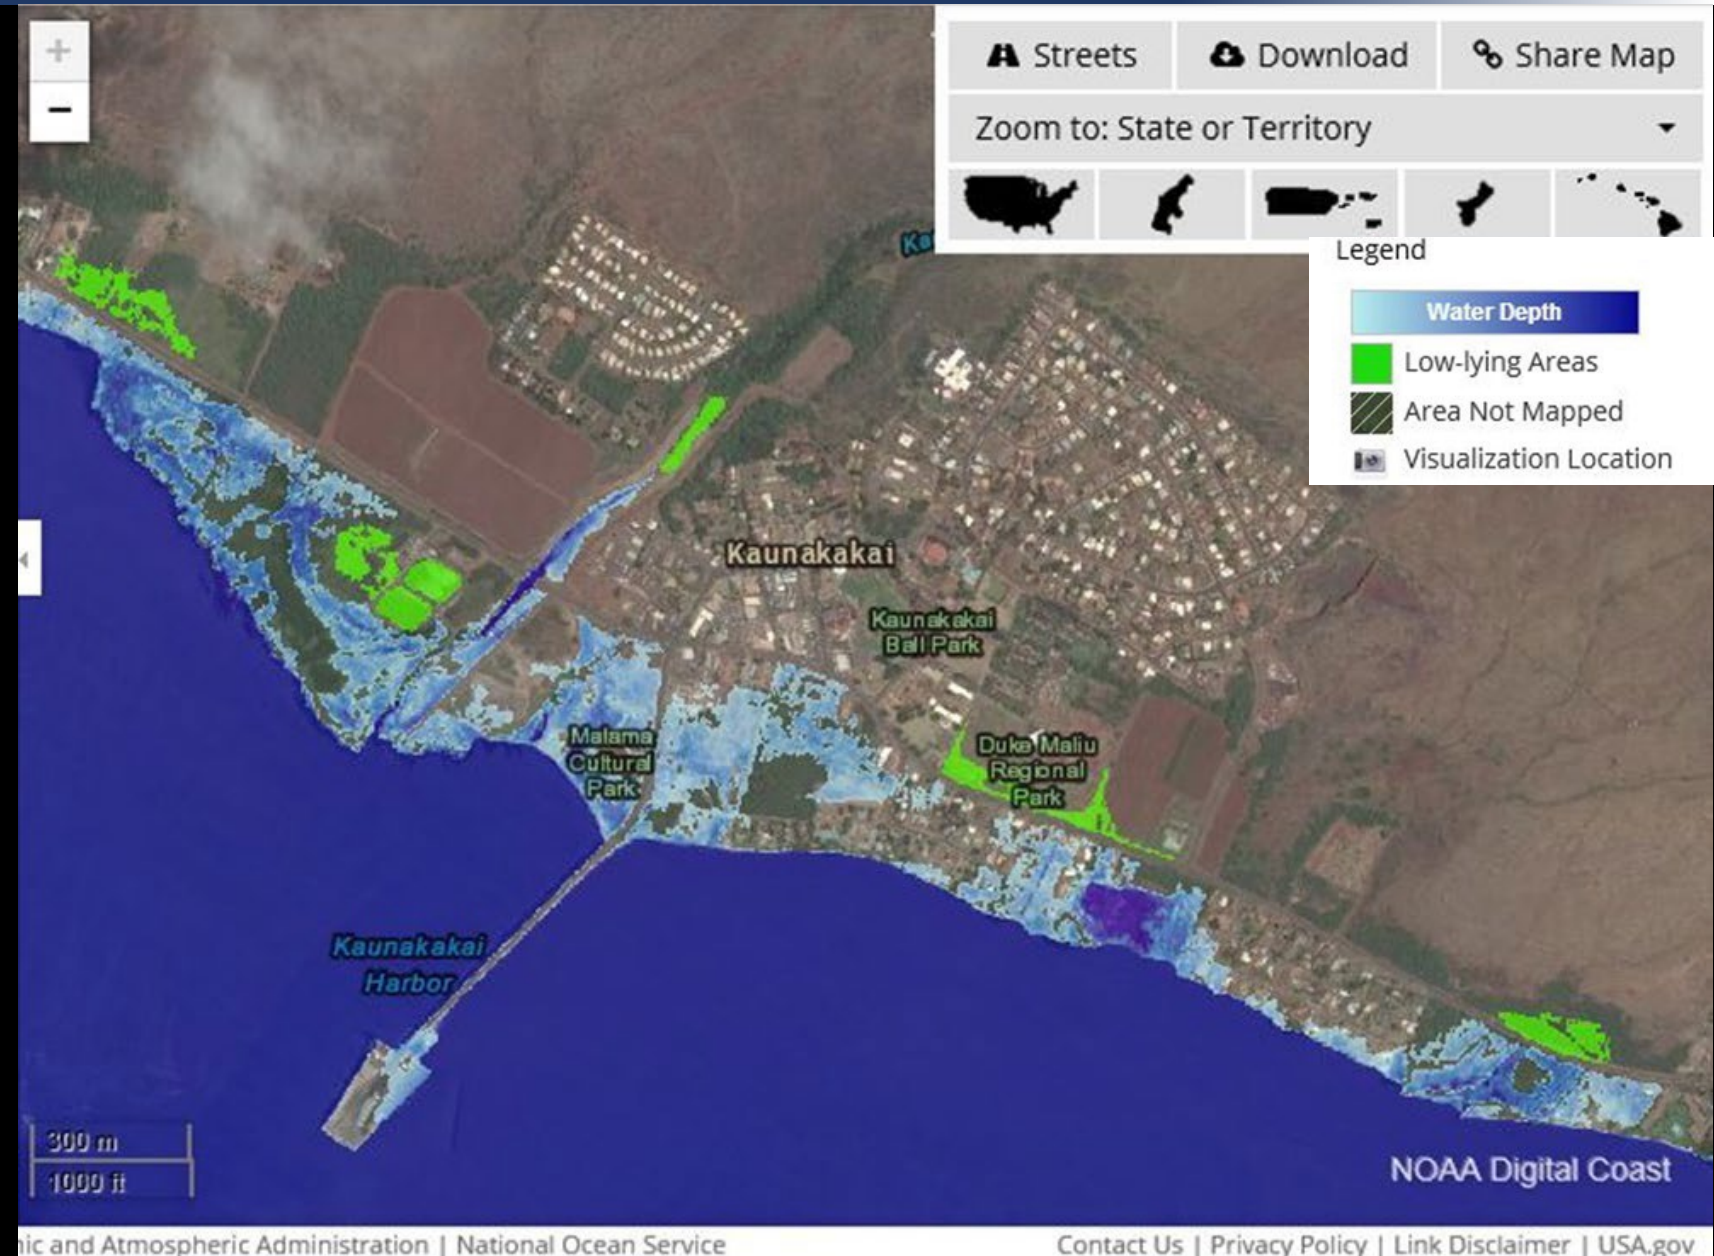 +
−
Streets
Download
Share Map
Zoom to: State or Territory
Legend
Water Depth
Low-lying Areas
Area Not Mapped
Visualization Location
Kaunakakai
Kaunakakai
Ball Park
Duke Maliu
Regional
Park
Malama
Cultural
Park
Kaunakakai
Harbor
300 m
1000 ft
NOAA Digital Coast
and Atmospheric Administration | National Ocean Service
Contact Us | Privacy Policy | Link Disclaimer | USA.gov